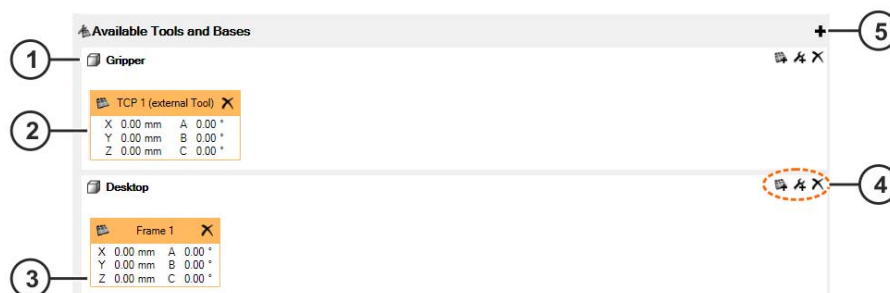 Available Tools and Bases
5
1
Gripper
TCP 1 (external Tool)
2
X 0.00 mm A 0.00 °
Y 0.00 mm B 0.00 °
Z 0.00 mm C 0.00 °
Desktop
4
Frame 1
X 0.00 mm A 0.00 °
Y 0.00 mm B 0.00 °
3
Z 0.00 mm C 0.00 °